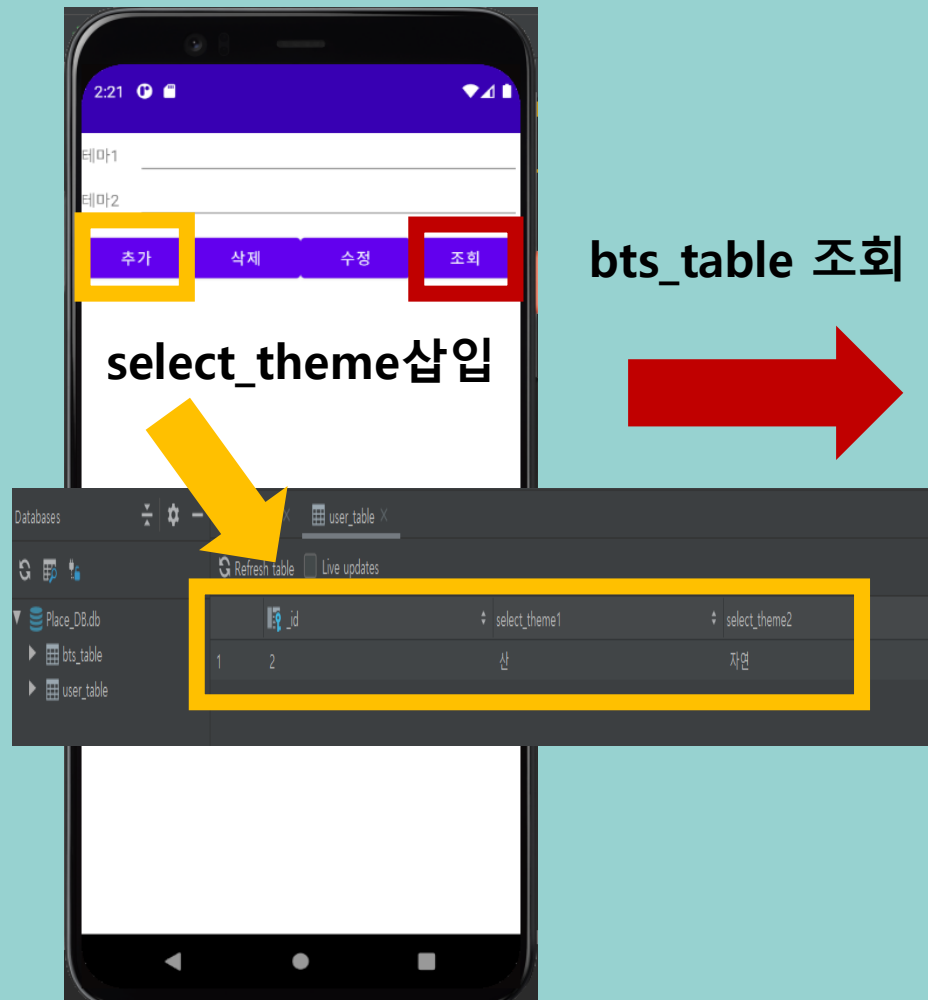 2:21
테마1
테마2
추가 삭제 수정 조회
bts_table 조회
select_theme삽입
Databases
user_table
Refresh table Live updates
Place_DB.db
bts_table
user_table
_id select_theme1 select_theme2
1 2 산 자연